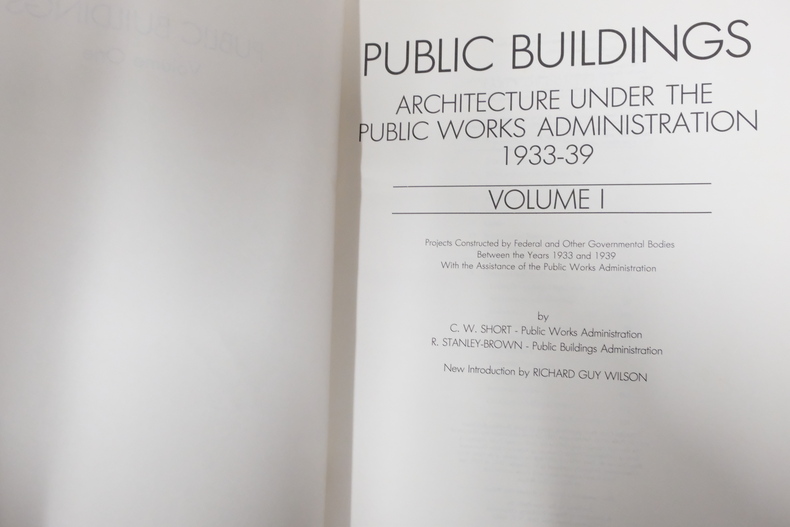 PUBLIC BUILDINGS
ARCHITECTURE UNDER THE
PUBLIC WORKS ADMINISTRATION
1933-39
VOLUME I
Projects Constructed by Federal and Other Governmental Bodies
Between the Years 1933 and 1939
With the Assistance of the Public Works Administration
by
C. W. SHORT - Public Works Administration
R. STANLEY-BROWN - Public Buildings Administration
New Introduction by RICHARD GUY WILSON